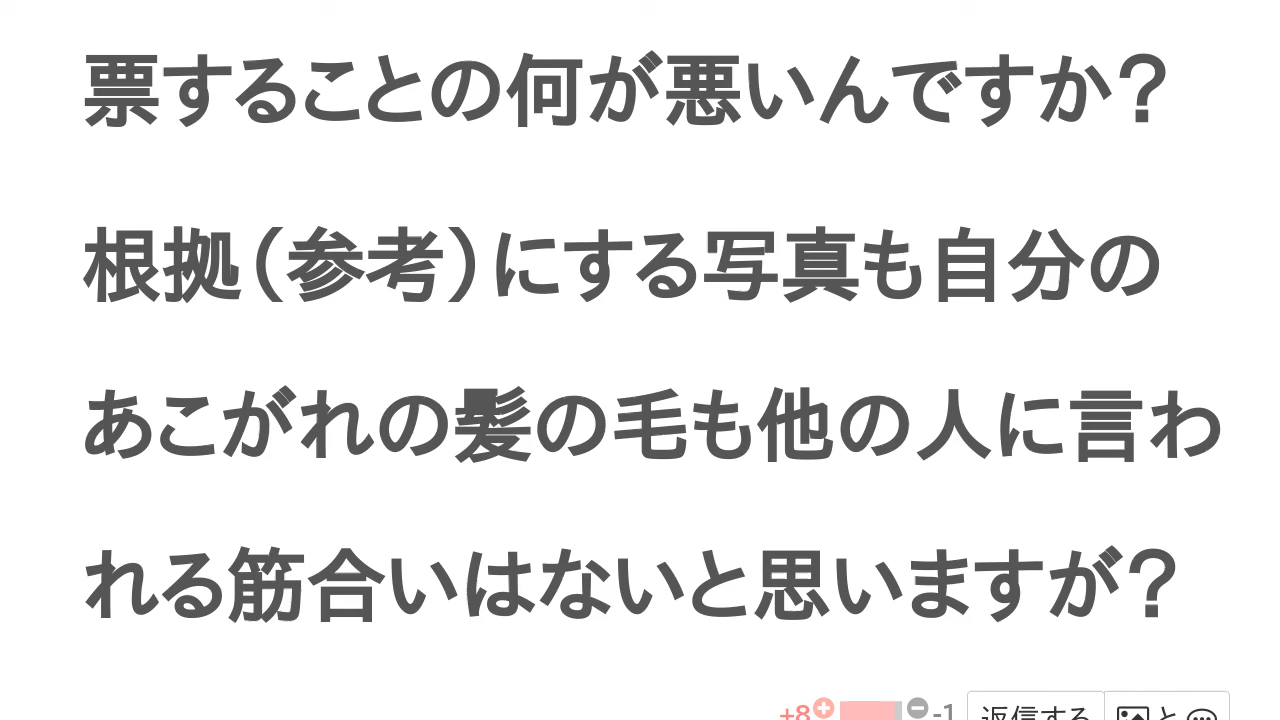 票することの何が悪いんですか？
根拠（参考）にする写真も自分の
あこがれの髪の毛も他の人に言わ
れる筋合いはないと思いますが？
+8 -1 返信する と